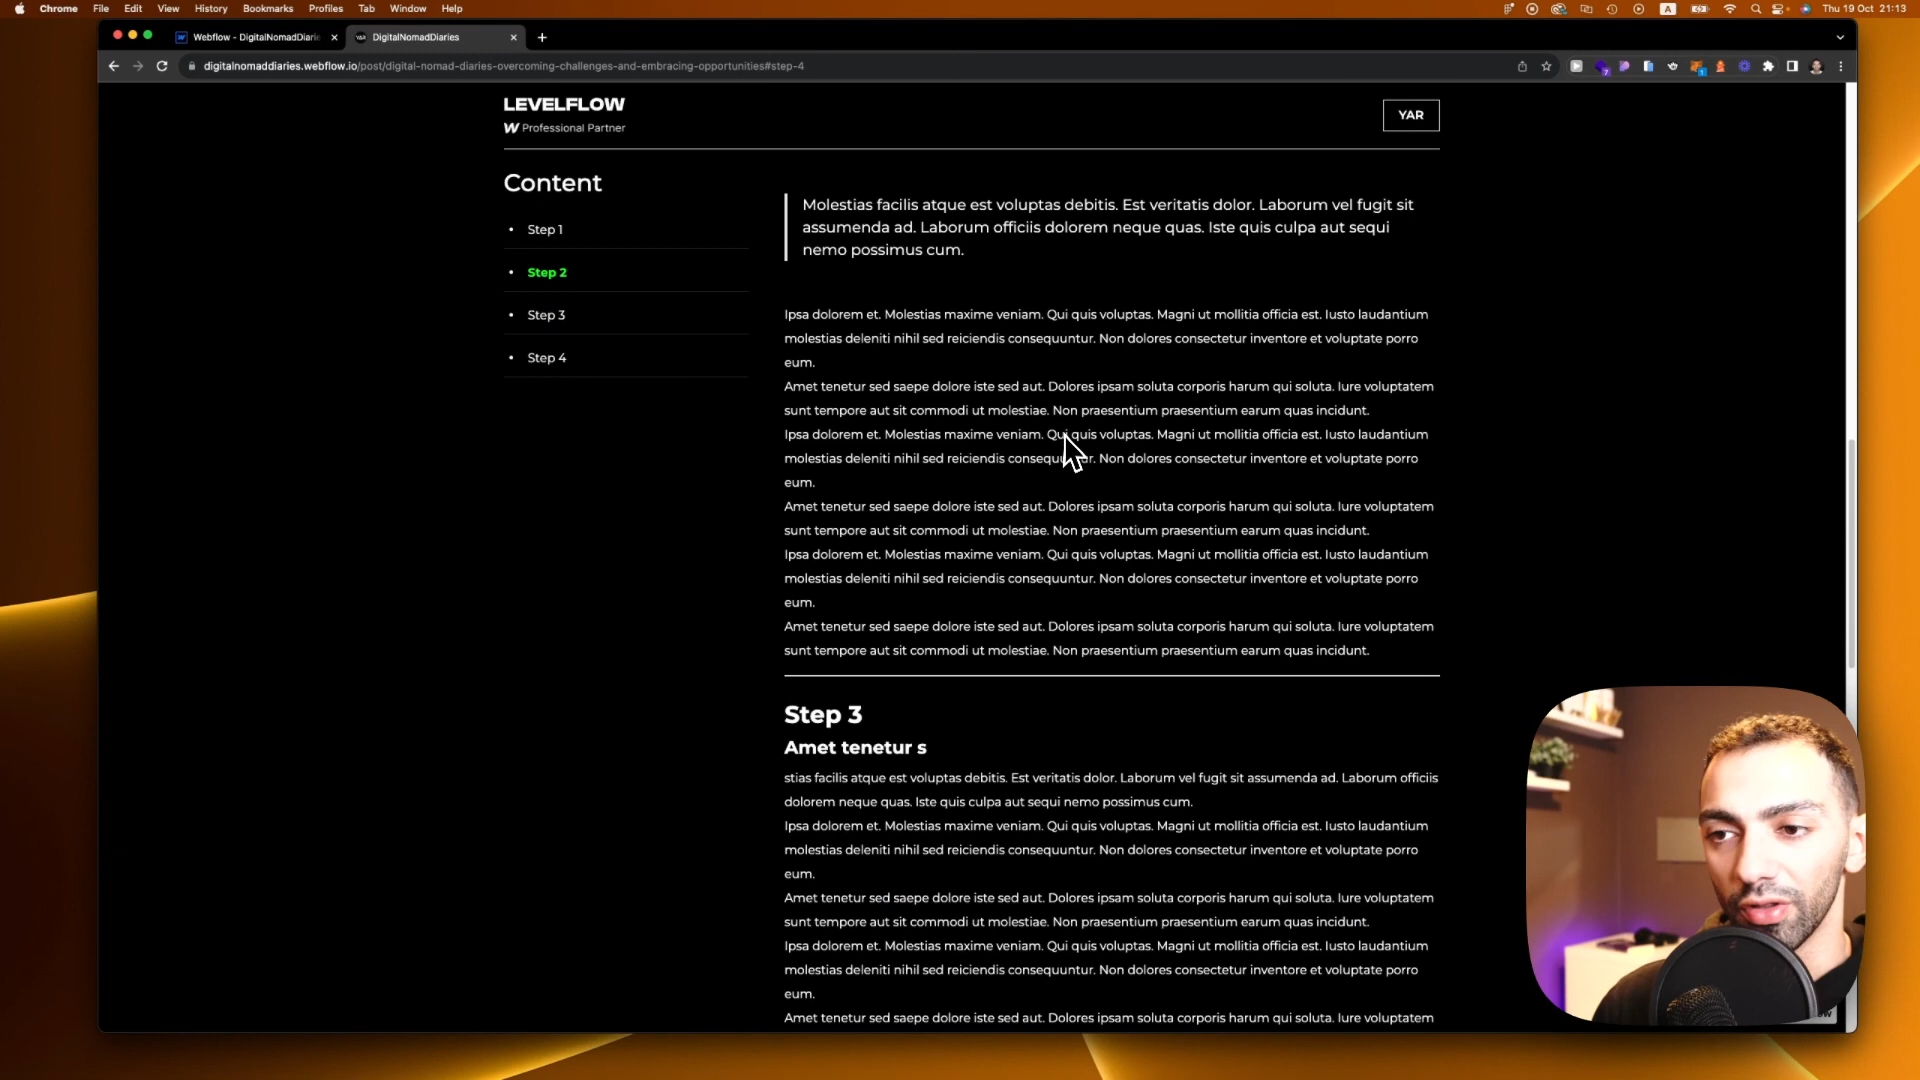 Chrome File Edit View History Bookmarks Profiles Tab Window Help
A
Thu 19 Oct 21:13
Webflow - DigitalNomadDiarie
DigitalNomadDiaries
digitalnomaddiaries.webflow.io/post/digital-nomad-diaries-overcoming-challenges-and-embracing-opportunities#step-4
LEVELFLOW
W Professional Partner
YAR
Content
• Step 1
• Step 2
• Step 3
• Step 4
Molestias facilis atque est voluptas debitis. Est veritatis dolor. Laborum vel fugit sit
assumenda ad. Laborum officiis dolorem neque quas. Iste quis culpa aut sequi
nemo possimus cum.
Ipsa dolorem et. Molestias maxime veniam. Qui quis voluptas. Magni ut mollitia officia est. Iusto laudantium
molestias deleniti nihil sed reiciendis consequuntur. Non dolores consectetur inventore et voluptate porro
eum.
Amet tenetur sed saepe dolore iste sed aut. Dolores ipsam soluta corporis harum qui soluta. Iure voluptatem
sunt tempore aut sit commodi ut molestiae. Non praesentium praesentium earum quas incidunt.
Ipsa dolorem et. Molestias maxime veniam. Qui quis voluptas. Magni ut mollitia officia est. Iusto laudantium
molestias deleniti nihil sed reiciendis consequuntur. Non dolores consectetur inventore et voluptate porro
eum.
Amet tenetur sed saepe dolore iste sed aut. Dolores ipsam soluta corporis harum qui soluta. Iure voluptatem
sunt tempore aut sit commodi ut molestiae. Non praesentium praesentium earum quas incidunt.
Ipsa dolorem et. Molestias maxime veniam. Qui quis voluptas. Magni ut mollitia officia est. Iusto laudantium
molestias deleniti nihil sed reiciendis consequuntur. Non dolores consectetur inventore et voluptate porro
eum.
Amet tenetur sed saepe dolore iste sed aut. Dolores ipsam soluta corporis harum qui soluta. Iure voluptatem
sunt tempore aut sit commodi ut molestiae. Non praesentium praesentium earum quas incidunt.
Step 3
Amet tenetur s
stias facilis atque est voluptas debitis. Est veritatis dolor. Laborum vel fugit sit assumenda ad. Laborum officiis
dolorem neque quas. Iste quis culpa aut sequi nemo possimus cum.
Ipsa dolorem et. Molestias maxime veniam. Qui quis voluptas. Magni ut mollitia officia est. Iusto laudantium
molestias deleniti nihil sed reiciendis consequuntur. Non dolores consectetur inventore et voluptate porro
eum.
Amet tenetur sed saepe dolore iste sed aut. Dolores ipsam soluta corporis harum qui soluta. Iure voluptatem
sunt tempore aut sit commodi ut molestiae. Non praesentium praesentium earum quas incidunt.
Ipsa dolorem et. Molestias maxime veniam. Qui quis voluptas. Magni ut mollitia officia est. Iusto laudantium
molestias deleniti nihil sed reiciendis consequuntur. Non dolores consectetur inventore et voluptate porro
eum.
Amet tenetur sed saepe dolore iste sed aut. Dolores ipsam soluta corporis harum qui soluta. Iure voluptatem